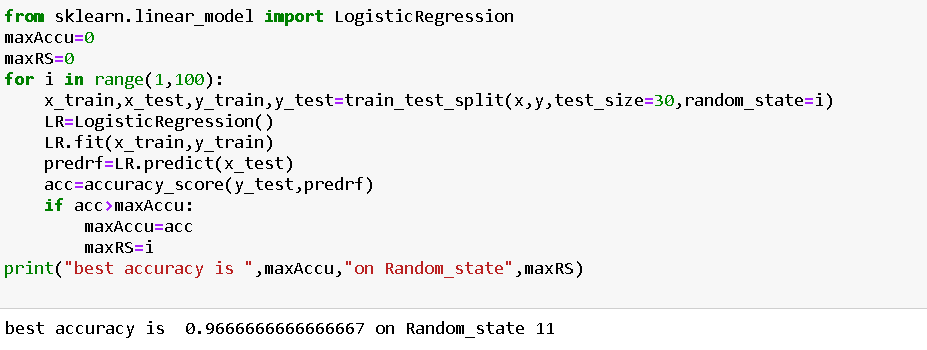 from sklearn.linear_model import LogisticRegression
maxAccu=0
maxRS=0
for i in range(1,100):
    x_train,x_test,y_train,y_test=train_test_split(x,y,test_size=30,random_state=i)
    LR=LogisticRegression()
    LR.fit(x_train,y_train)
    predrf=LR.predict(x_test)
    acc=accuracy_score(y_test,predrf)
    if acc>maxAccu:
        maxAccu=acc
        maxRS=i
print("best accuracy is ",maxAccu,"on Random_state",maxRS)
best accuracy is  0.9666666666666667 on Random_state 11